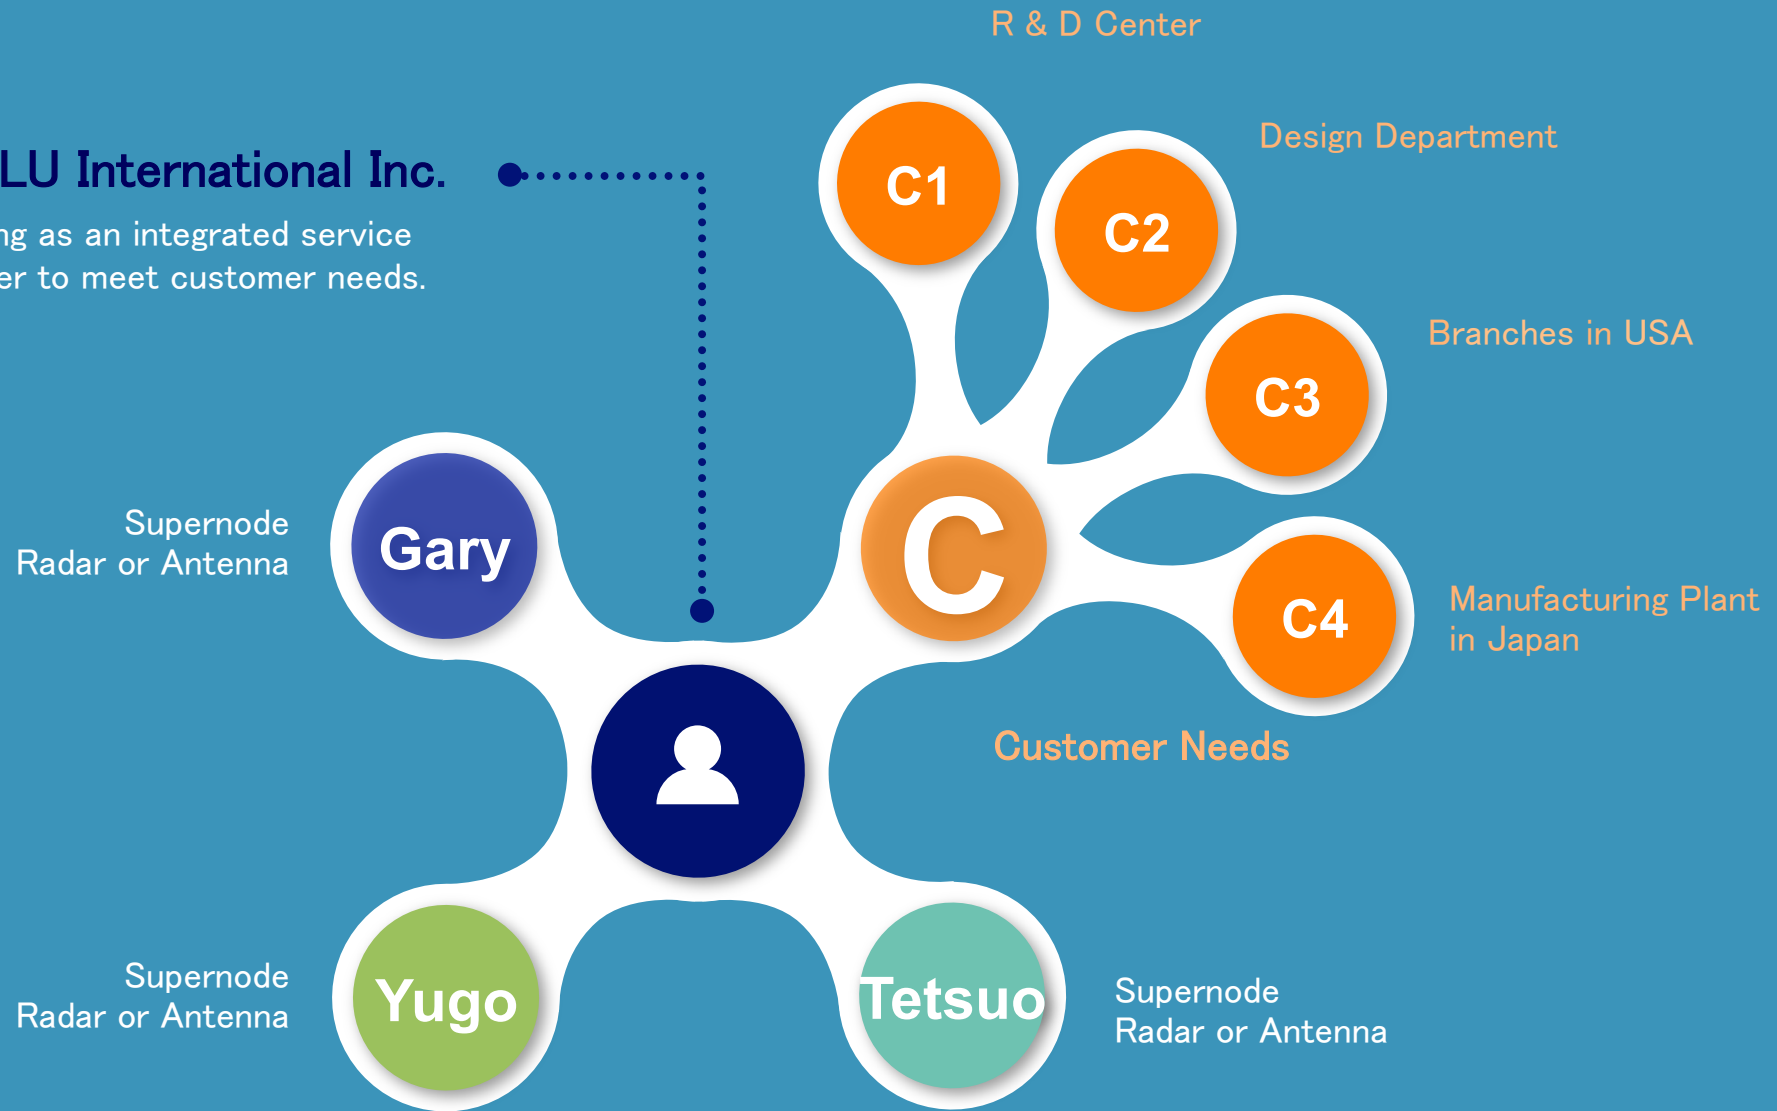 R & D Center
Design Department
LU International Inc.
as an integrated service
to meet customer needs.
C1
C2
Branches in USA
C3
Supernode
Radar or Antenna
Gary
C
C4
Manufacturing Plant
in Japan
Customer Needs
Supernode
Radar or Antenna
Yugo
Tetsuo
Supernode
Radar or Antenna